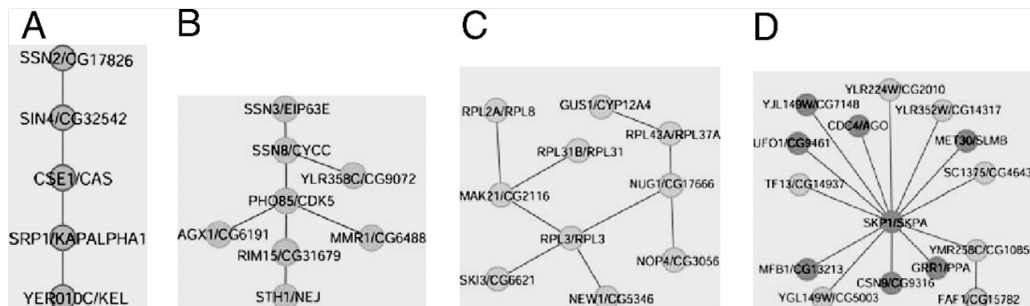 A
SSN2/CG17826
SIN4/CG32542
CSE1/CAS
SRP1/KAPALPHA1
YER010C/KEL
B
SSN3/EIP63E
SSN8/CYCC
YLR358C/CG9072
PHO85/CDK5
AGX1/CG6191
MMR1/CG6488
RIM15/CG31679
STH1/NEJ
C
RPL2A/RPL8
GUS1/CYP12A4
RPL43A/RPL37A
RPL31B/RPL31
MAK21/CG2116
NUG1/CG17666
RPL3/RPL3
NOP4/CG3056
SKI3/CG6621
NEW1/CG5346
D
YLR224W/CG2010
YJL149W/CG7148
YLR352W/CG14317
CDC4/AGO
UFO1/CG9461
MET30/SLMB
TF13/CG14937
SC1375/CG4643
SKP1/SKPA
YMR258C/CG1085
MFB1/CG13213
GRR1/PPA
CSN9/CG9316
YGL149W/CG5003
FAF1/CG15782